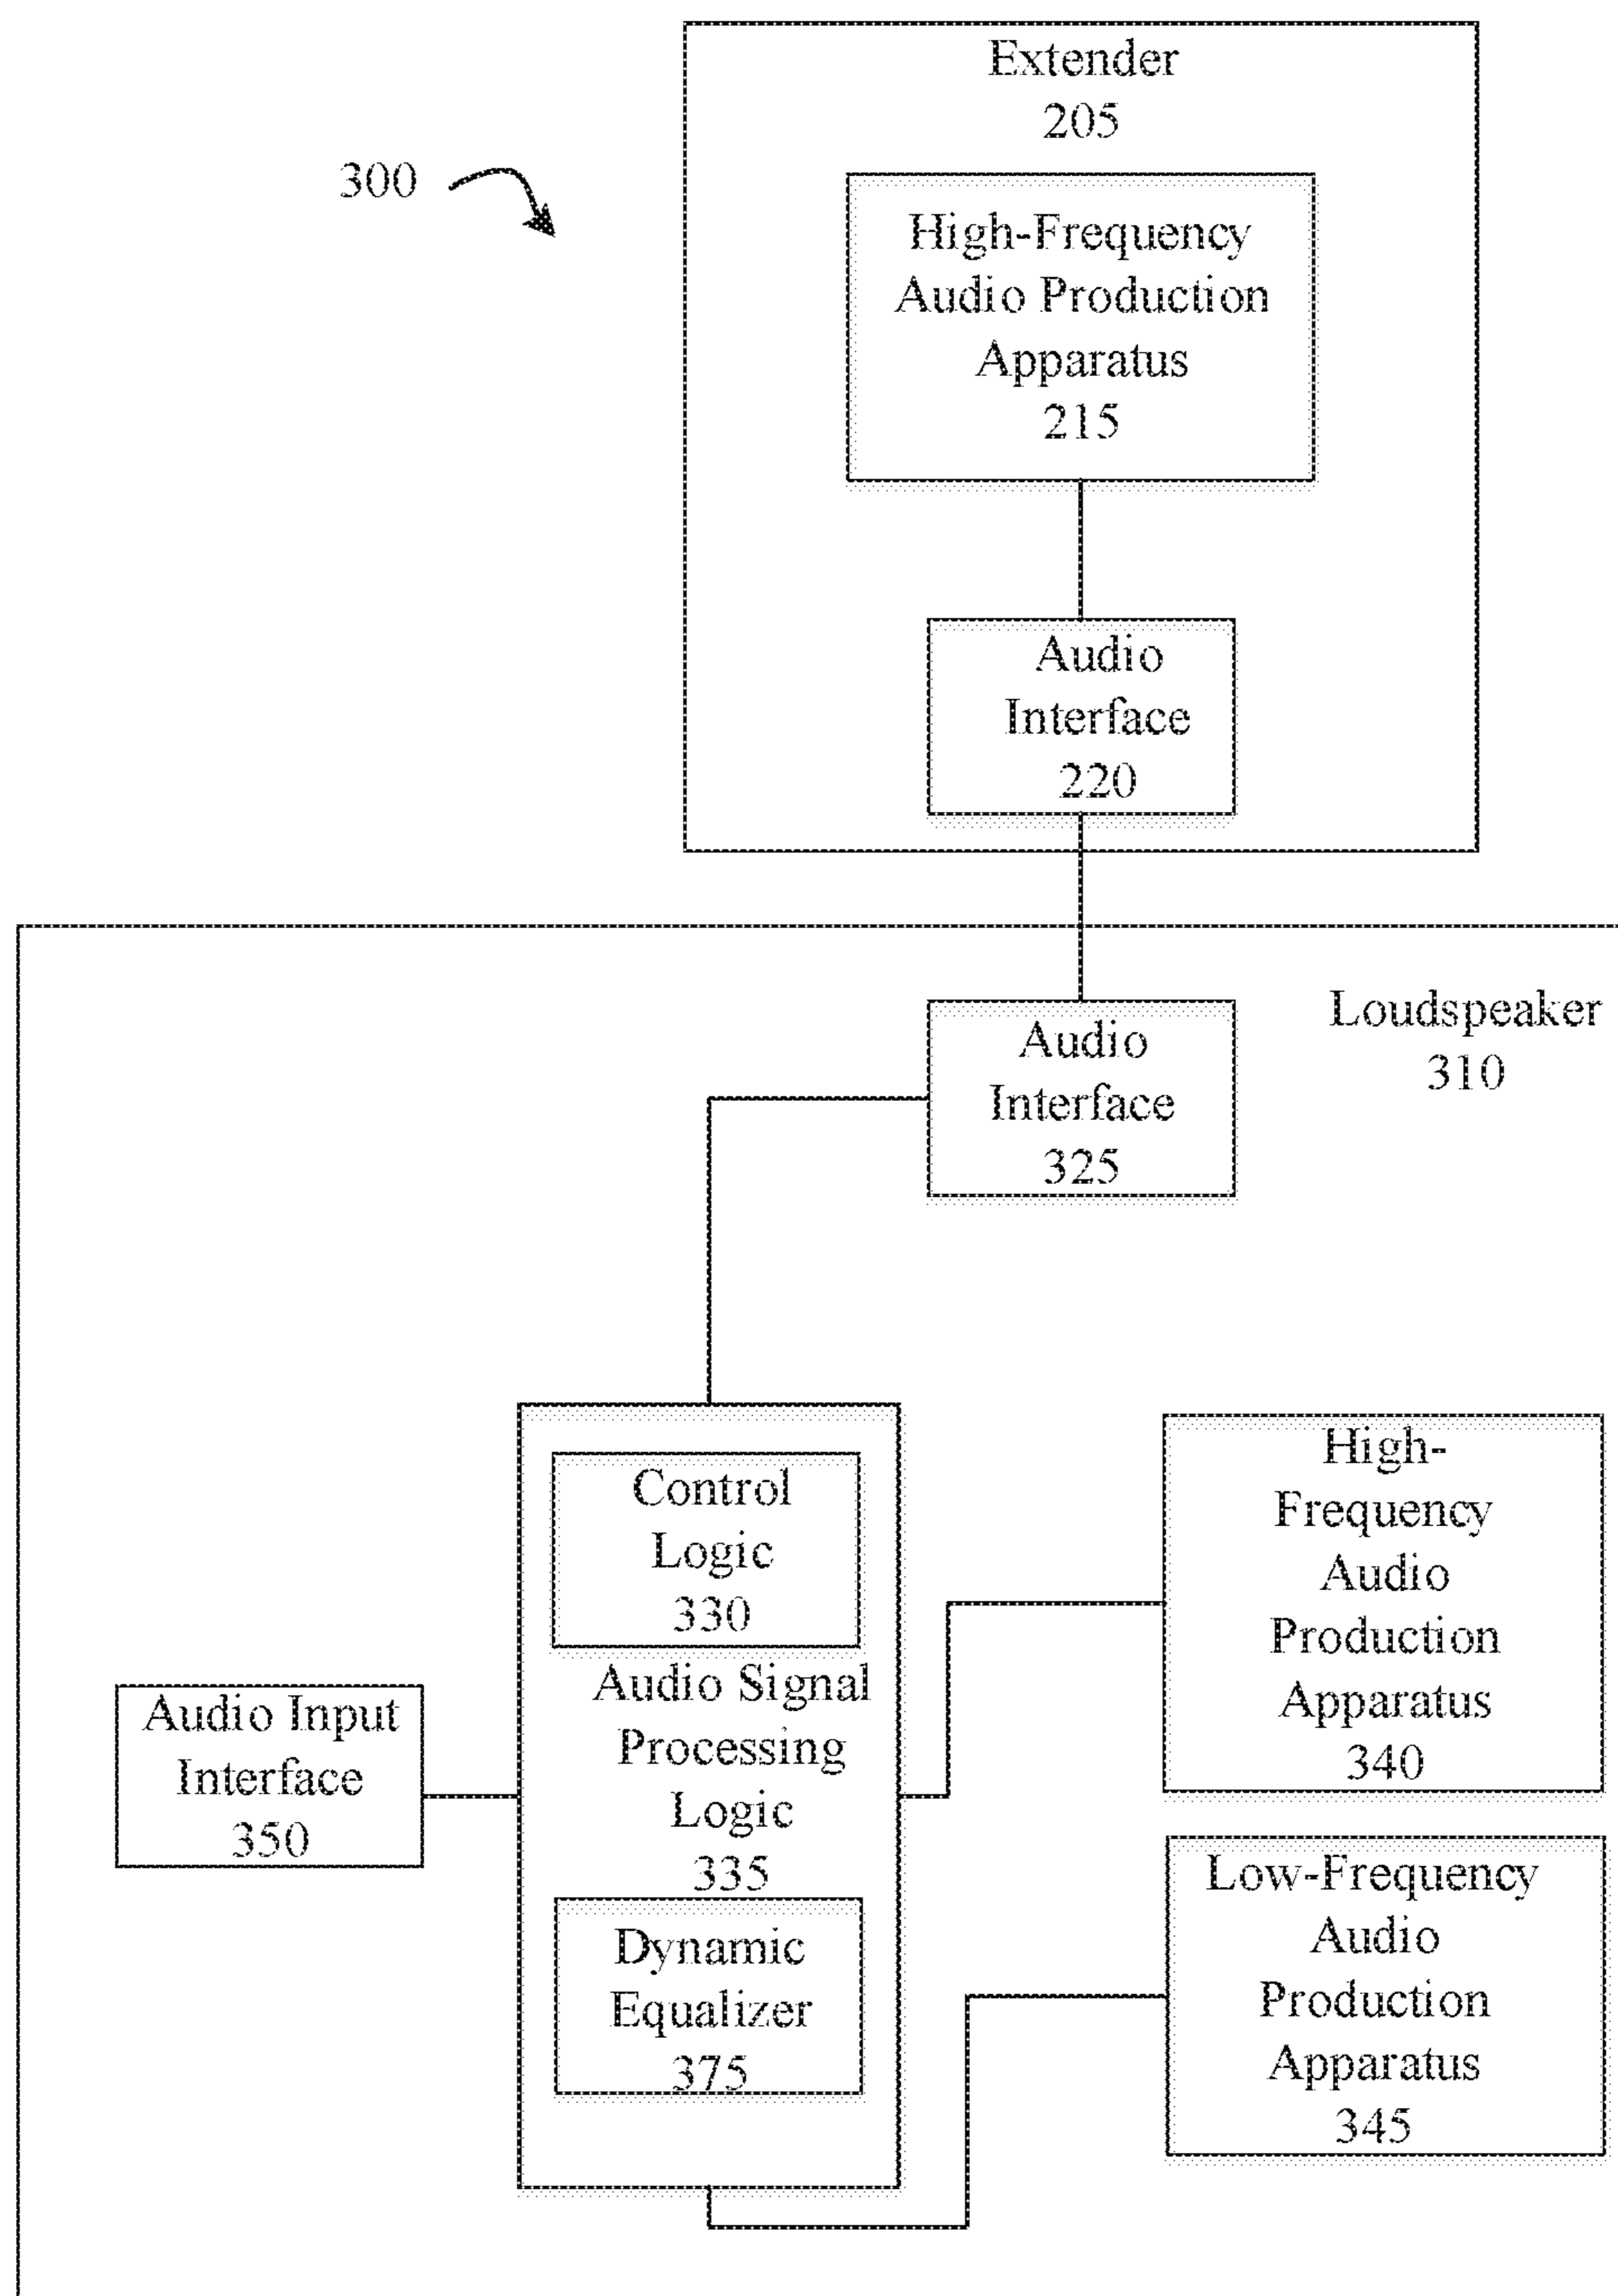 Extender
205
300
High-Frequency
Audio Production
Apparatus
215
Audio
Interface
220
Loudspeaker
310
Audio
Interface
325
Control
Logic
330
Audio Signal
Processing
Logic
335
Dynamic
Equalizer
375
Audio Input
Interface
350
High-
Frequency
Audio
Production
Apparatus
340
Low-Frequency
Audio
Production
Apparatus
345